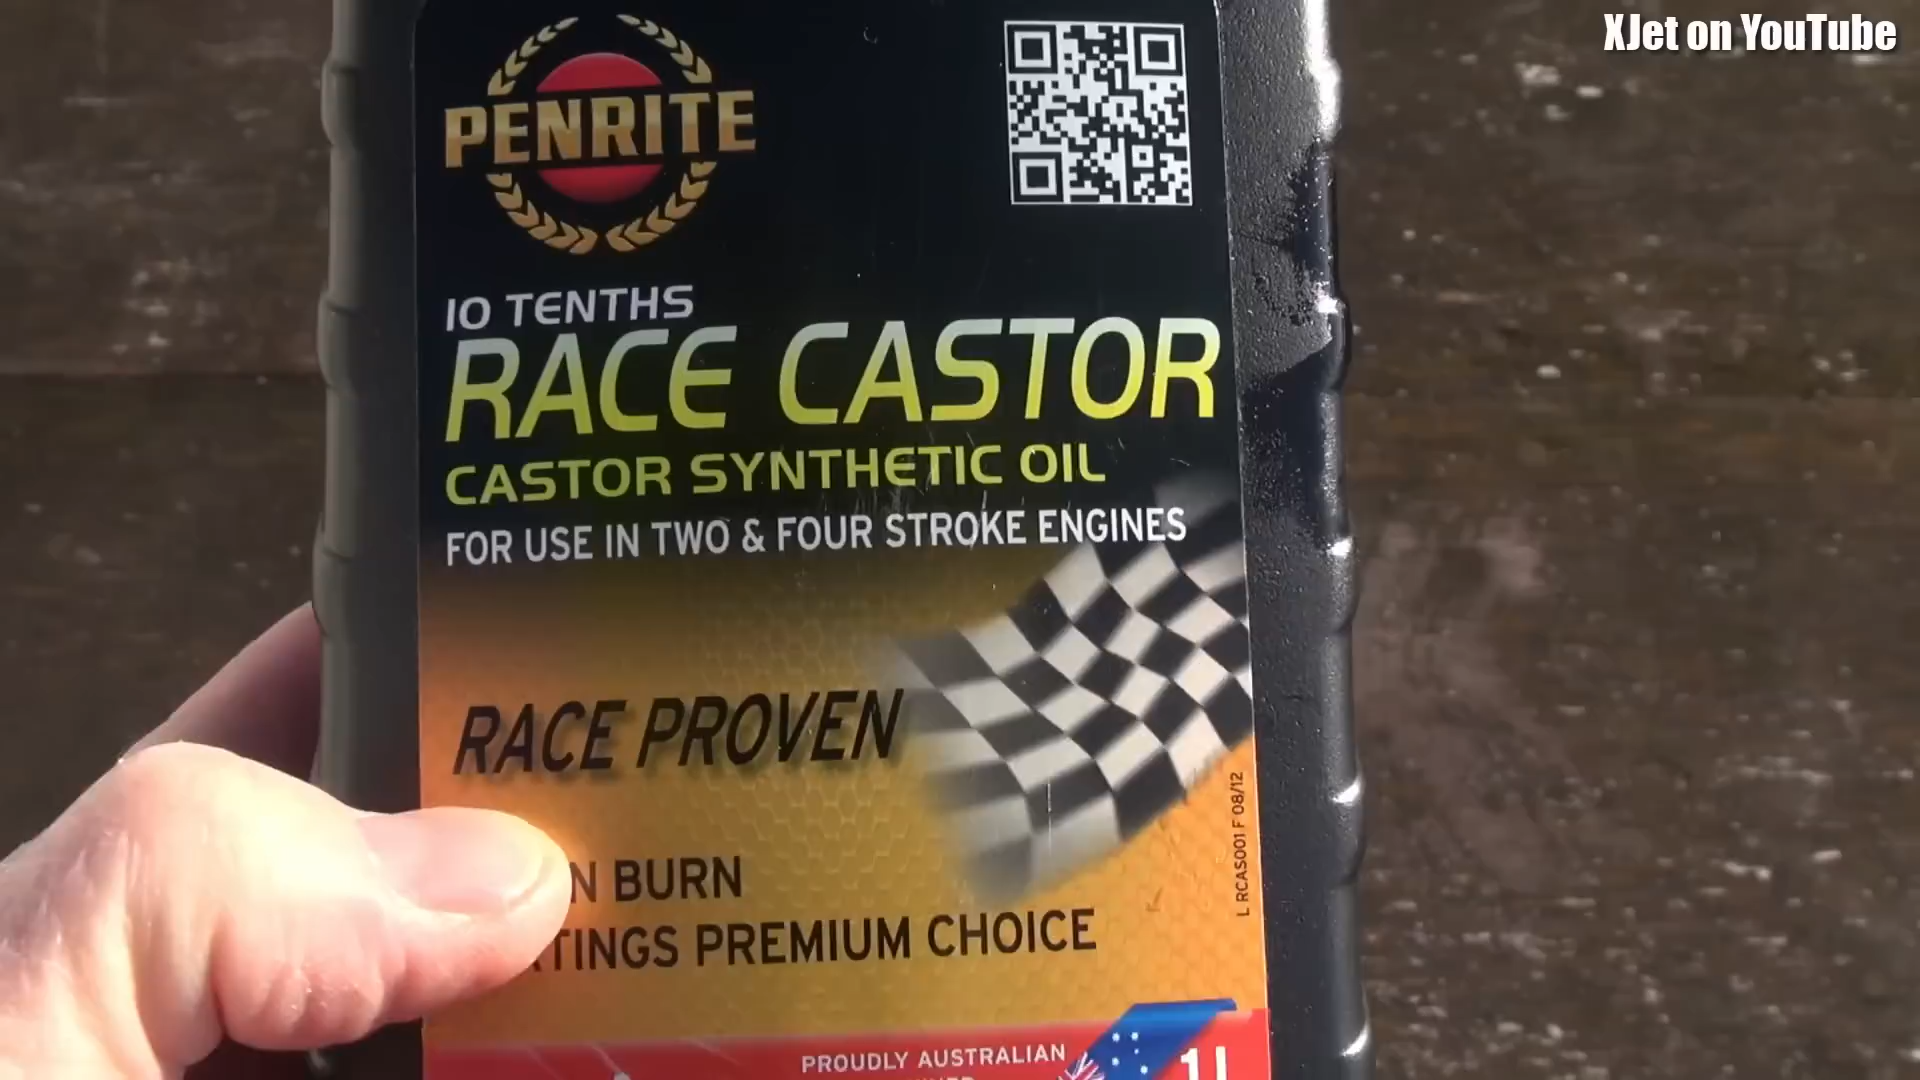 XJet on YouTube
PENRITE
10 TENTHS
RACE CASTOR
CASTOR SYNTHETIC OIL
FOR USE IN TWO & FOUR STROKE ENGINES
RACE PROVEN
N BURN
TINGS PREMIUM CHOICE
L RCAS001 F 08/12
PROUDLY AUSTRALIAN
1L